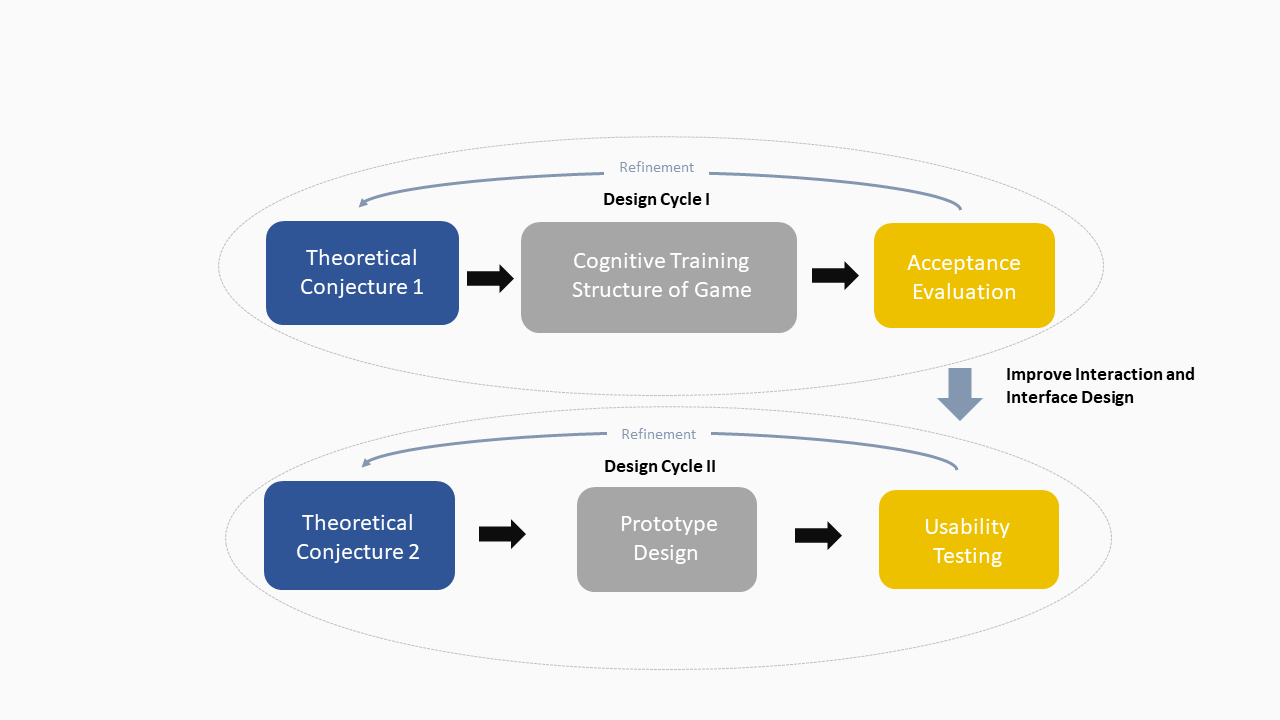 Refinement
Design Cycle I
Theoretical
Conjecture 1
Cognitive Training
Structure of Game
Acceptance
Evaluation
Improve Interaction and
Interface Design
Refinement
Design Cycle II
Theoretical
Conjecture 2
Prototype
Design
Usability
Testing